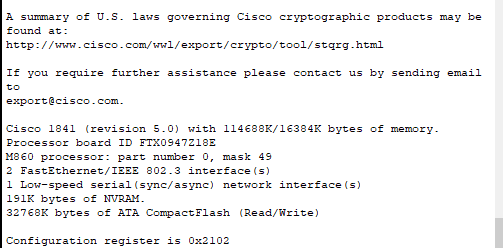 A summary of U.S. laws governing Cisco cryptographic products may be
found at:
http://www.cisco.com/wwl/export/crypto/tool/stqrg.html
If you require further assistance please contact us by sending email
to
export@cisco.com.
Cisco 1841 (revision 5.0) with 114688K/16384K bytes of memory.
Processor board ID FTX0947Z18E
M860 processor: part number 0, mask 49
2 FastEthernet/IEEE 802.3 interface(s)
1 Low-speed serial(sync/async) network interface(s)
191K bytes of NVRAM.
32768K bytes of ATA CompactFlash (Read/Write)
Configuration register is 0x2102